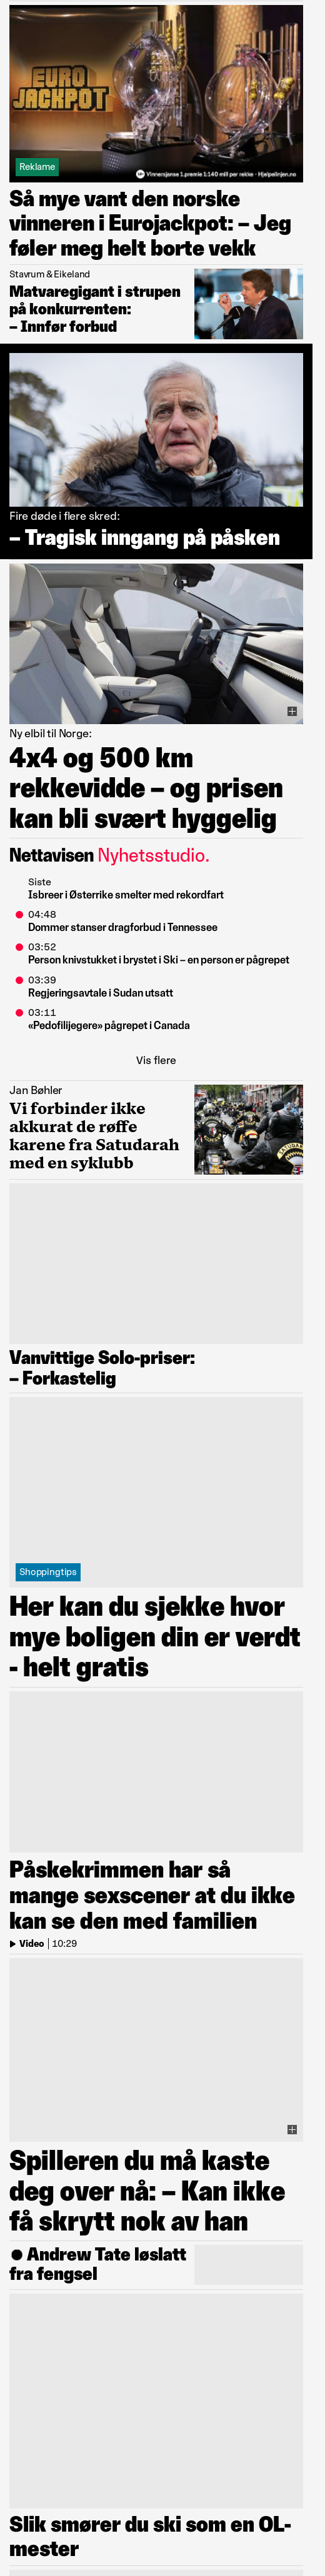 EURO
JACKPOT
Reklame
Vinnersjanse 1.premie 1:140 mill per rekke - Hjelpelinjen.no
Så mye vant den norske
vinneren i Eurojackpot: – Jeg
føler meg helt borte vekk
Stavrum & Eikeland
Matvaregigant i strupen
på konkurrenten:
– Innfør forbud
Fire døde i flere skred:
– Tragisk inngang på påsken
Ny elbil til Norge:
4x4 og 500 km
rekkevidde – og prisen
kan bli svært hyggelig
Nettavisen Nyhetsstudio.
Siste
Isbreer i Østerrike smelter med rekordfart
04:48
Dommer stanser dragforbud i Tennessee
03:52
Person knivstukket i brystet i Ski – en person er pågrepet
03:39
Regjeringsavtale i Sudan utsatt
03:11
«Pedofilijegere» pågrepet i Canada
Vis flere
Jan Bøhler
Vi forbinder ikke
akkurat de røffe
karene fra Satudarah
med en syklubb
Vanvittige Solo-priser:
– Forkastelig
Shoppingtips
Her kan du sjekke hvor
mye boligen din er verdt
- helt gratis
Påskekrimmen har så
mange sexscener at du ikke
kan se den med familien
Video | 10:29
Spilleren du må kaste
deg over nå: – Kan ikke
få skrytt nok av han
Andrew Tate løslatt
fra fengsel
Slik smører du ski som en OL-
mester